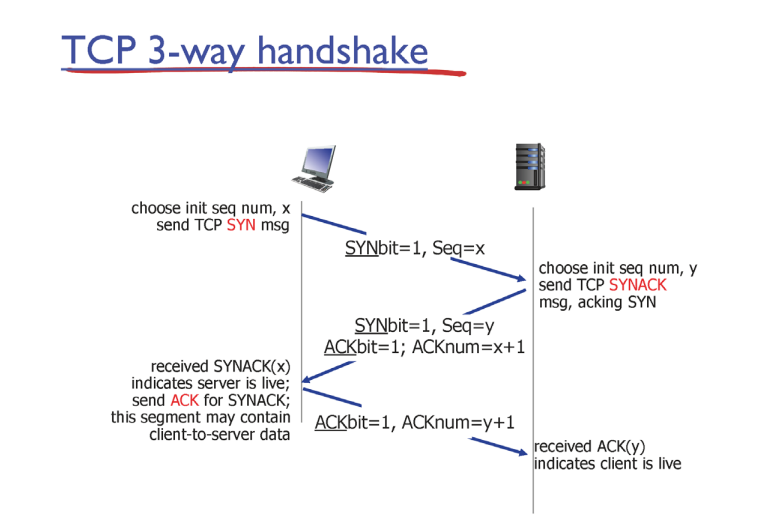 TCP 3-way handshake
choose init seq num, x
send TCP SYN msg
SYNbit=1, Seq=x
choose init seq num, y
send TCP SYNACK
msg, acking SYN
SYNbit=1, Seq=y
ACKbit=1; ACKnum=x+1
received SYNACK(x)
indicates server is live;
send ACK for SYNACK;
this segment may contain
client-to-server data
ACKbit=1, ACKnum=y+1
received ACK(y)
indicates client is live